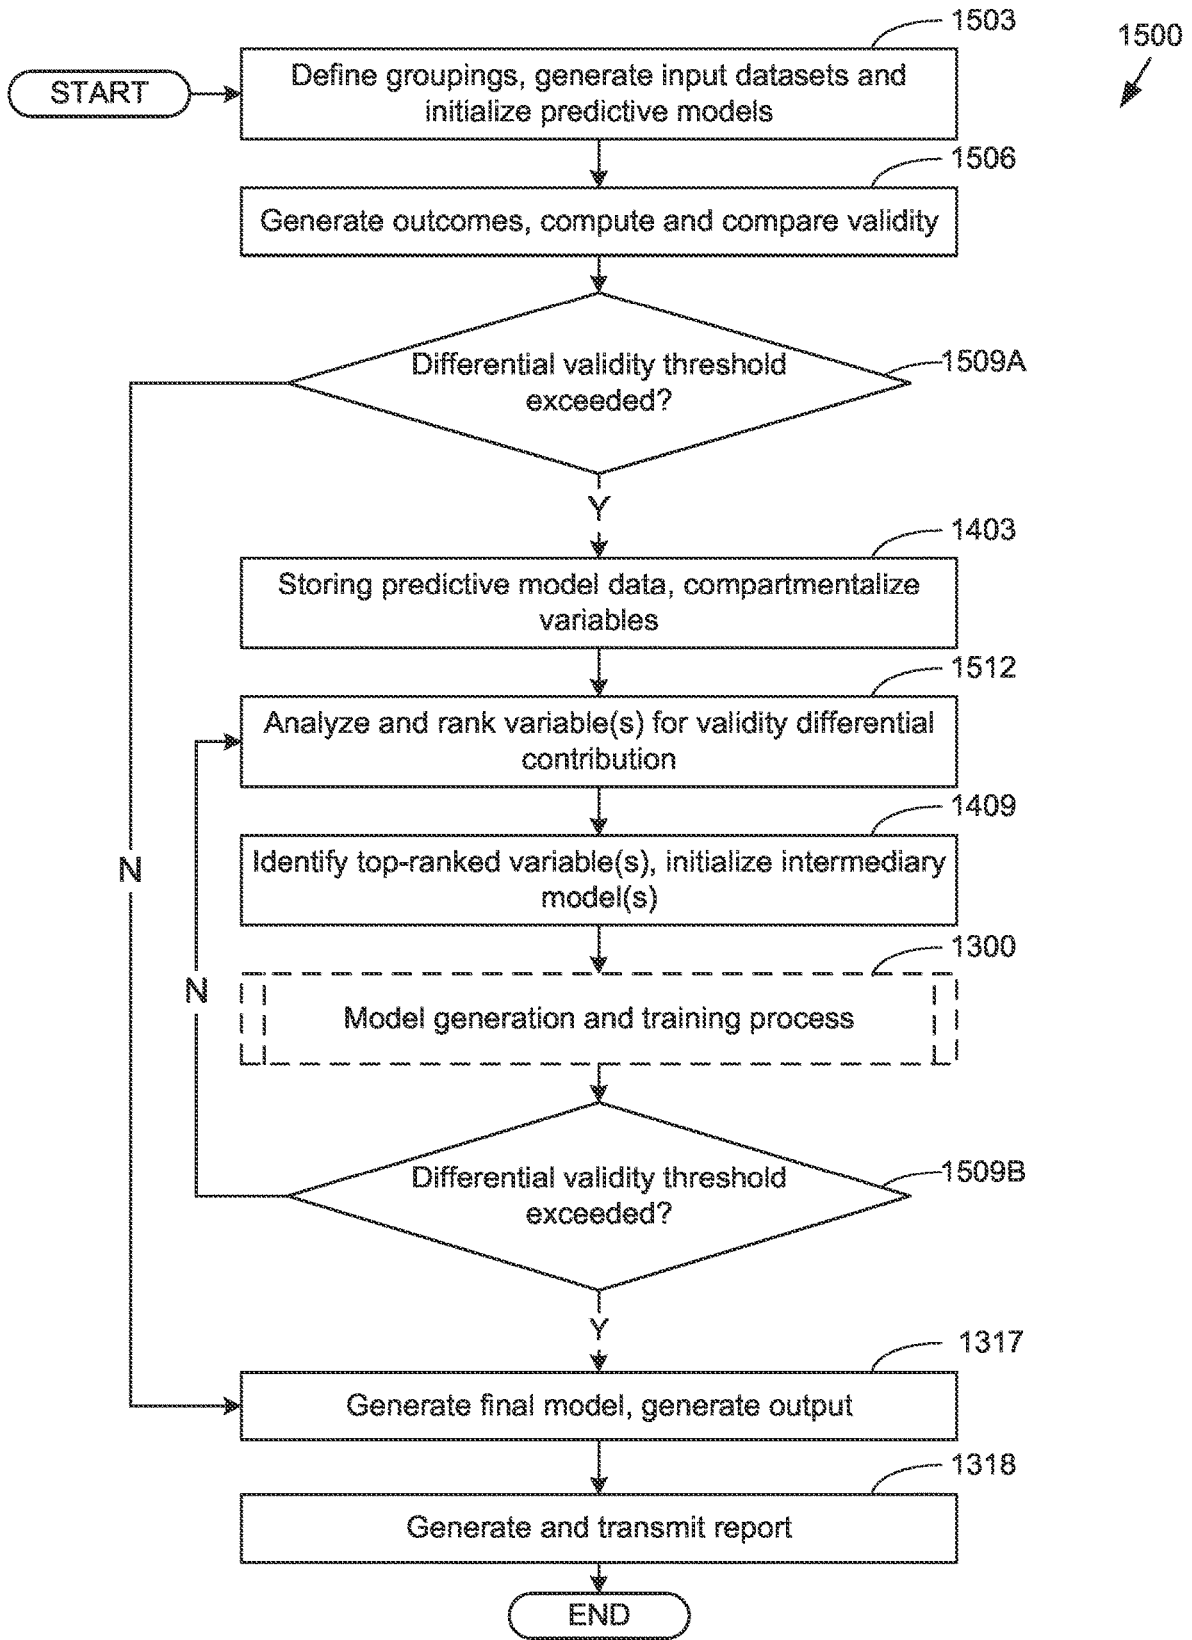 1503
1500
START
Define groupings, generate input datasets and
initialize predictive models
1506
Generate outcomes, compute and compare validity
1509A
Differential validity threshold
exceeded?
Y
1403
Storing predictive model data, compartmentalize
variables
1512
Analyze and rank variable(s) for validity differential
contribution
1409
Identify top-ranked variable(s), initialize intermediary
model(s)
N
1300
N
Model generation and training process
1509B
Differential validity threshold
exceeded?
Y
1317
Generate final model, generate output
1318
Generate and transmit report
END